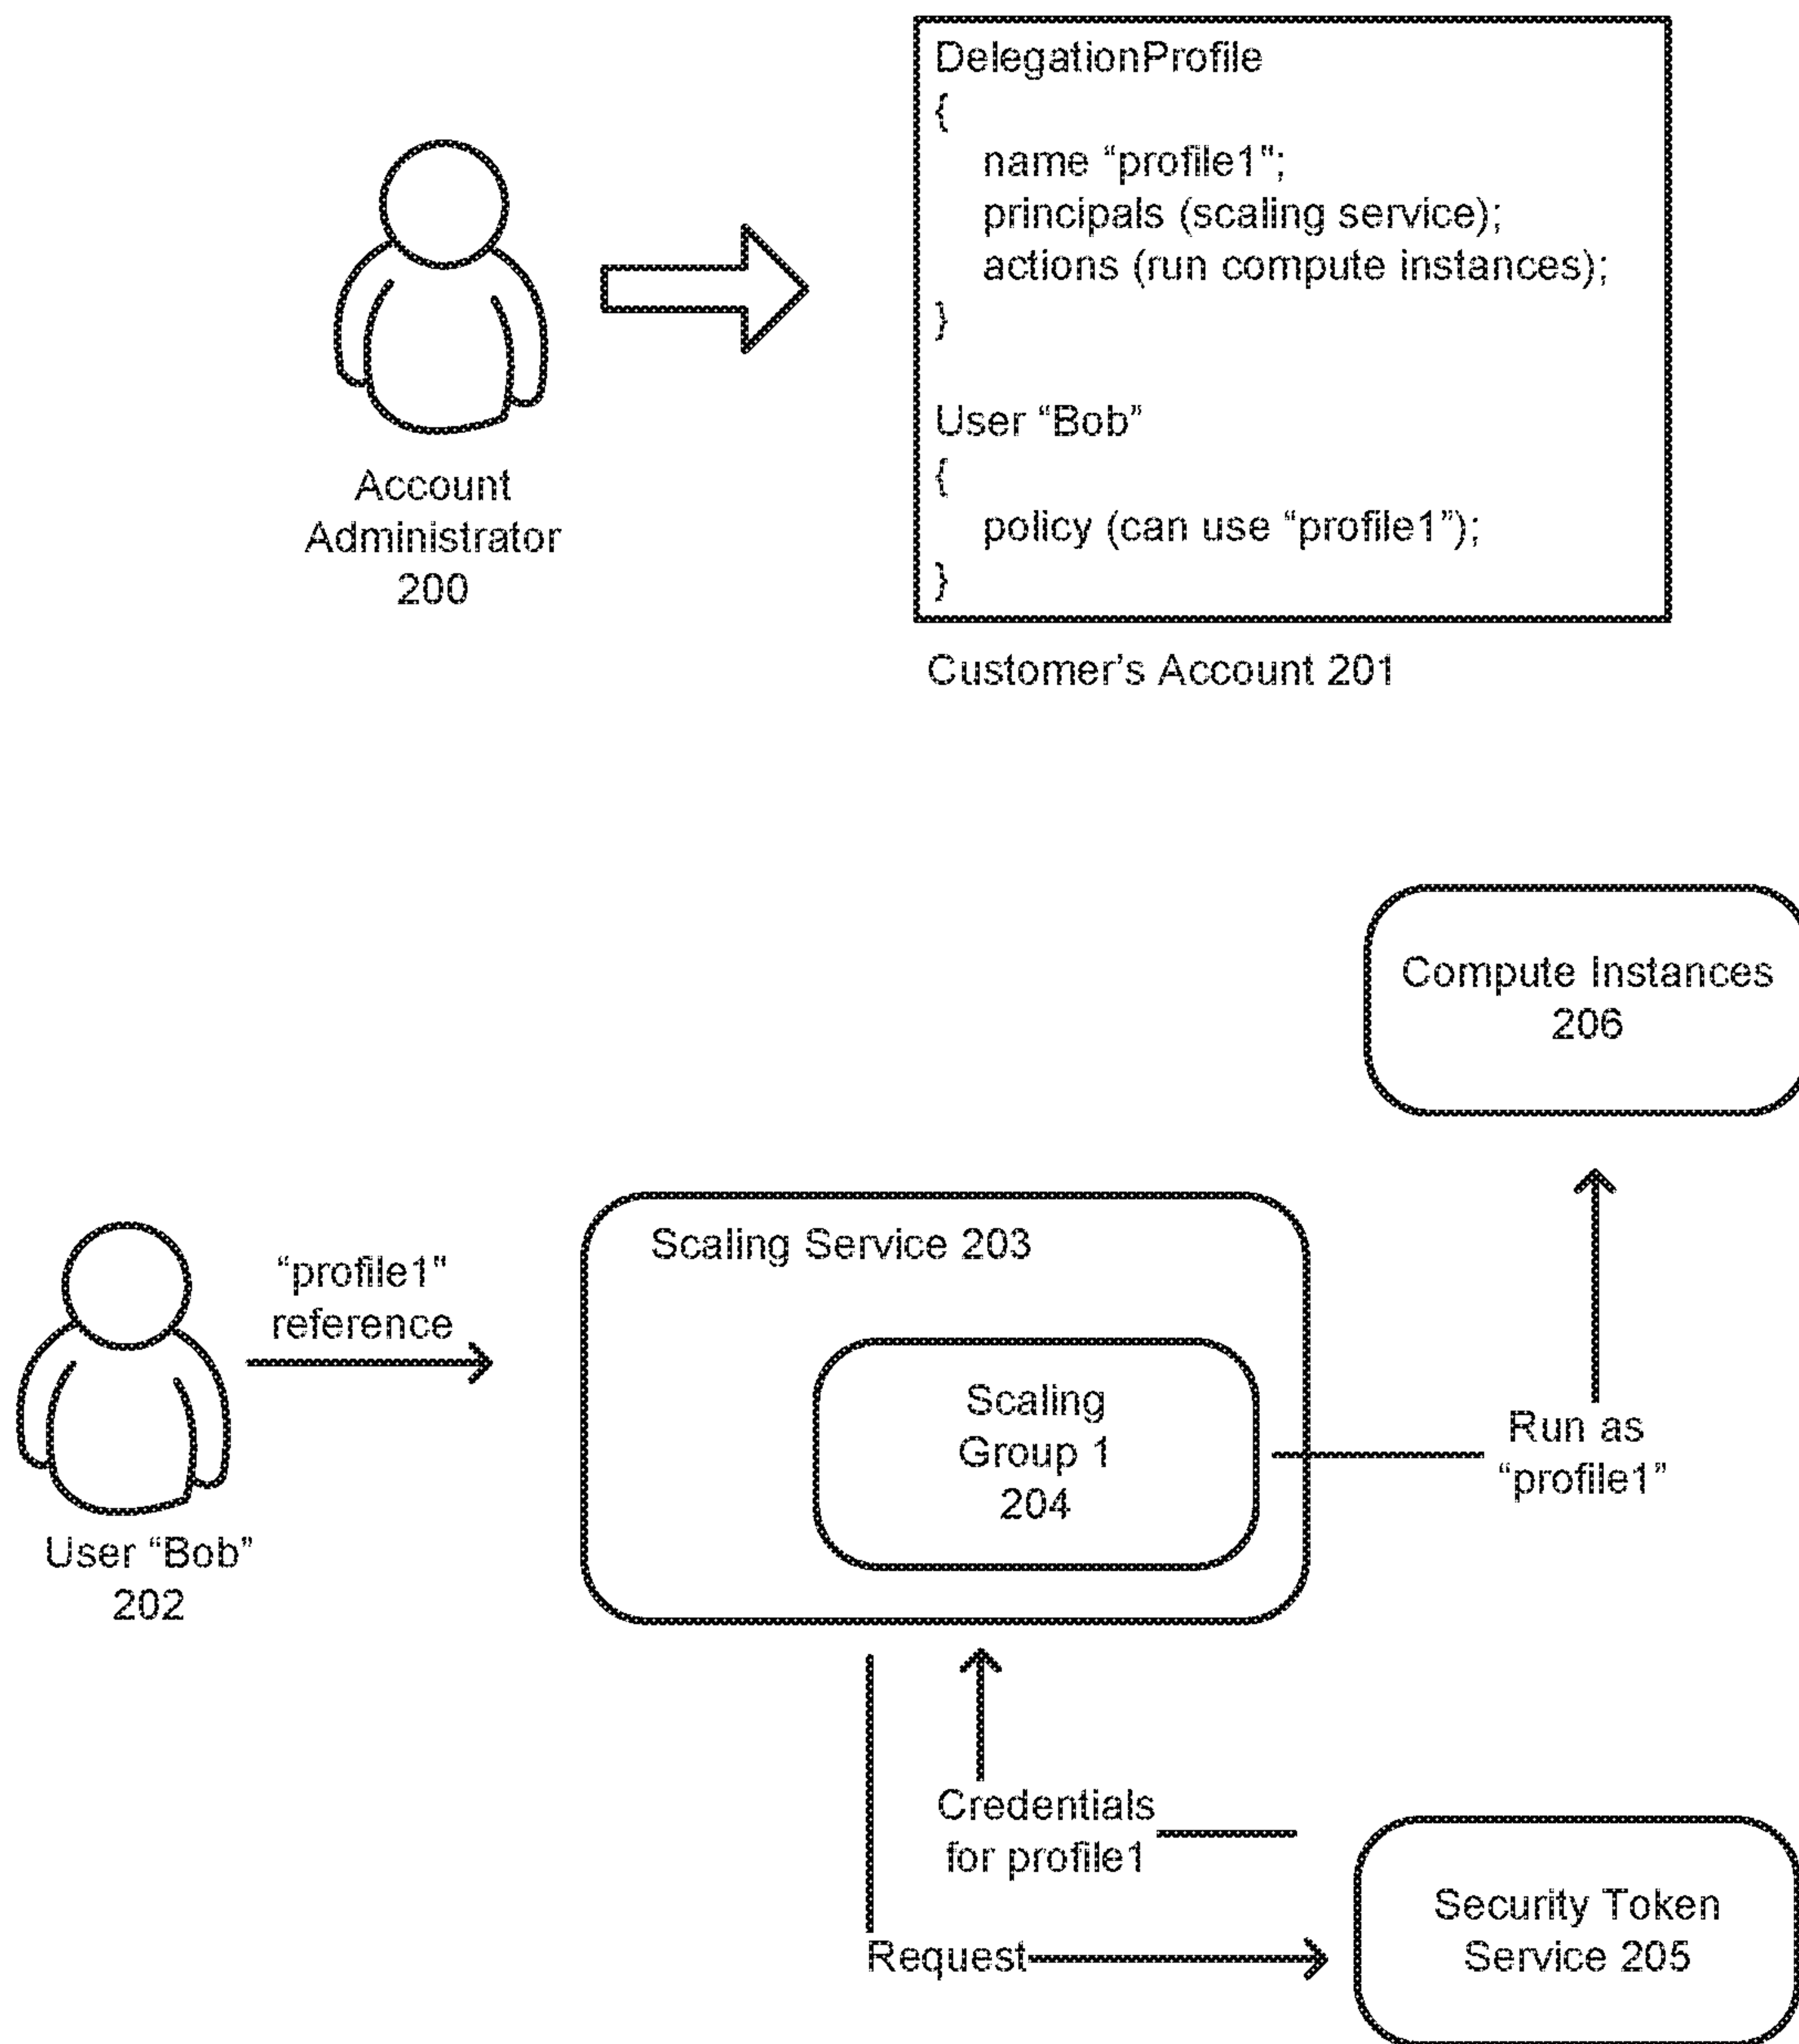 DelegationProfile
{
name “profile1";
principals (scaling service);
actions (run compute instances);
}
User “Bob”
{
policy (can use “profile1”);
}
Account
Administrator
200
Customer’s Account 201
Compute Instances
206
Scaling Service 203
“profile1"
reference
Scaling
Group 1
204
Run as
“profile1”
User “Bob”
202
Credentials
for profile1
Request
Security Token
Service 205